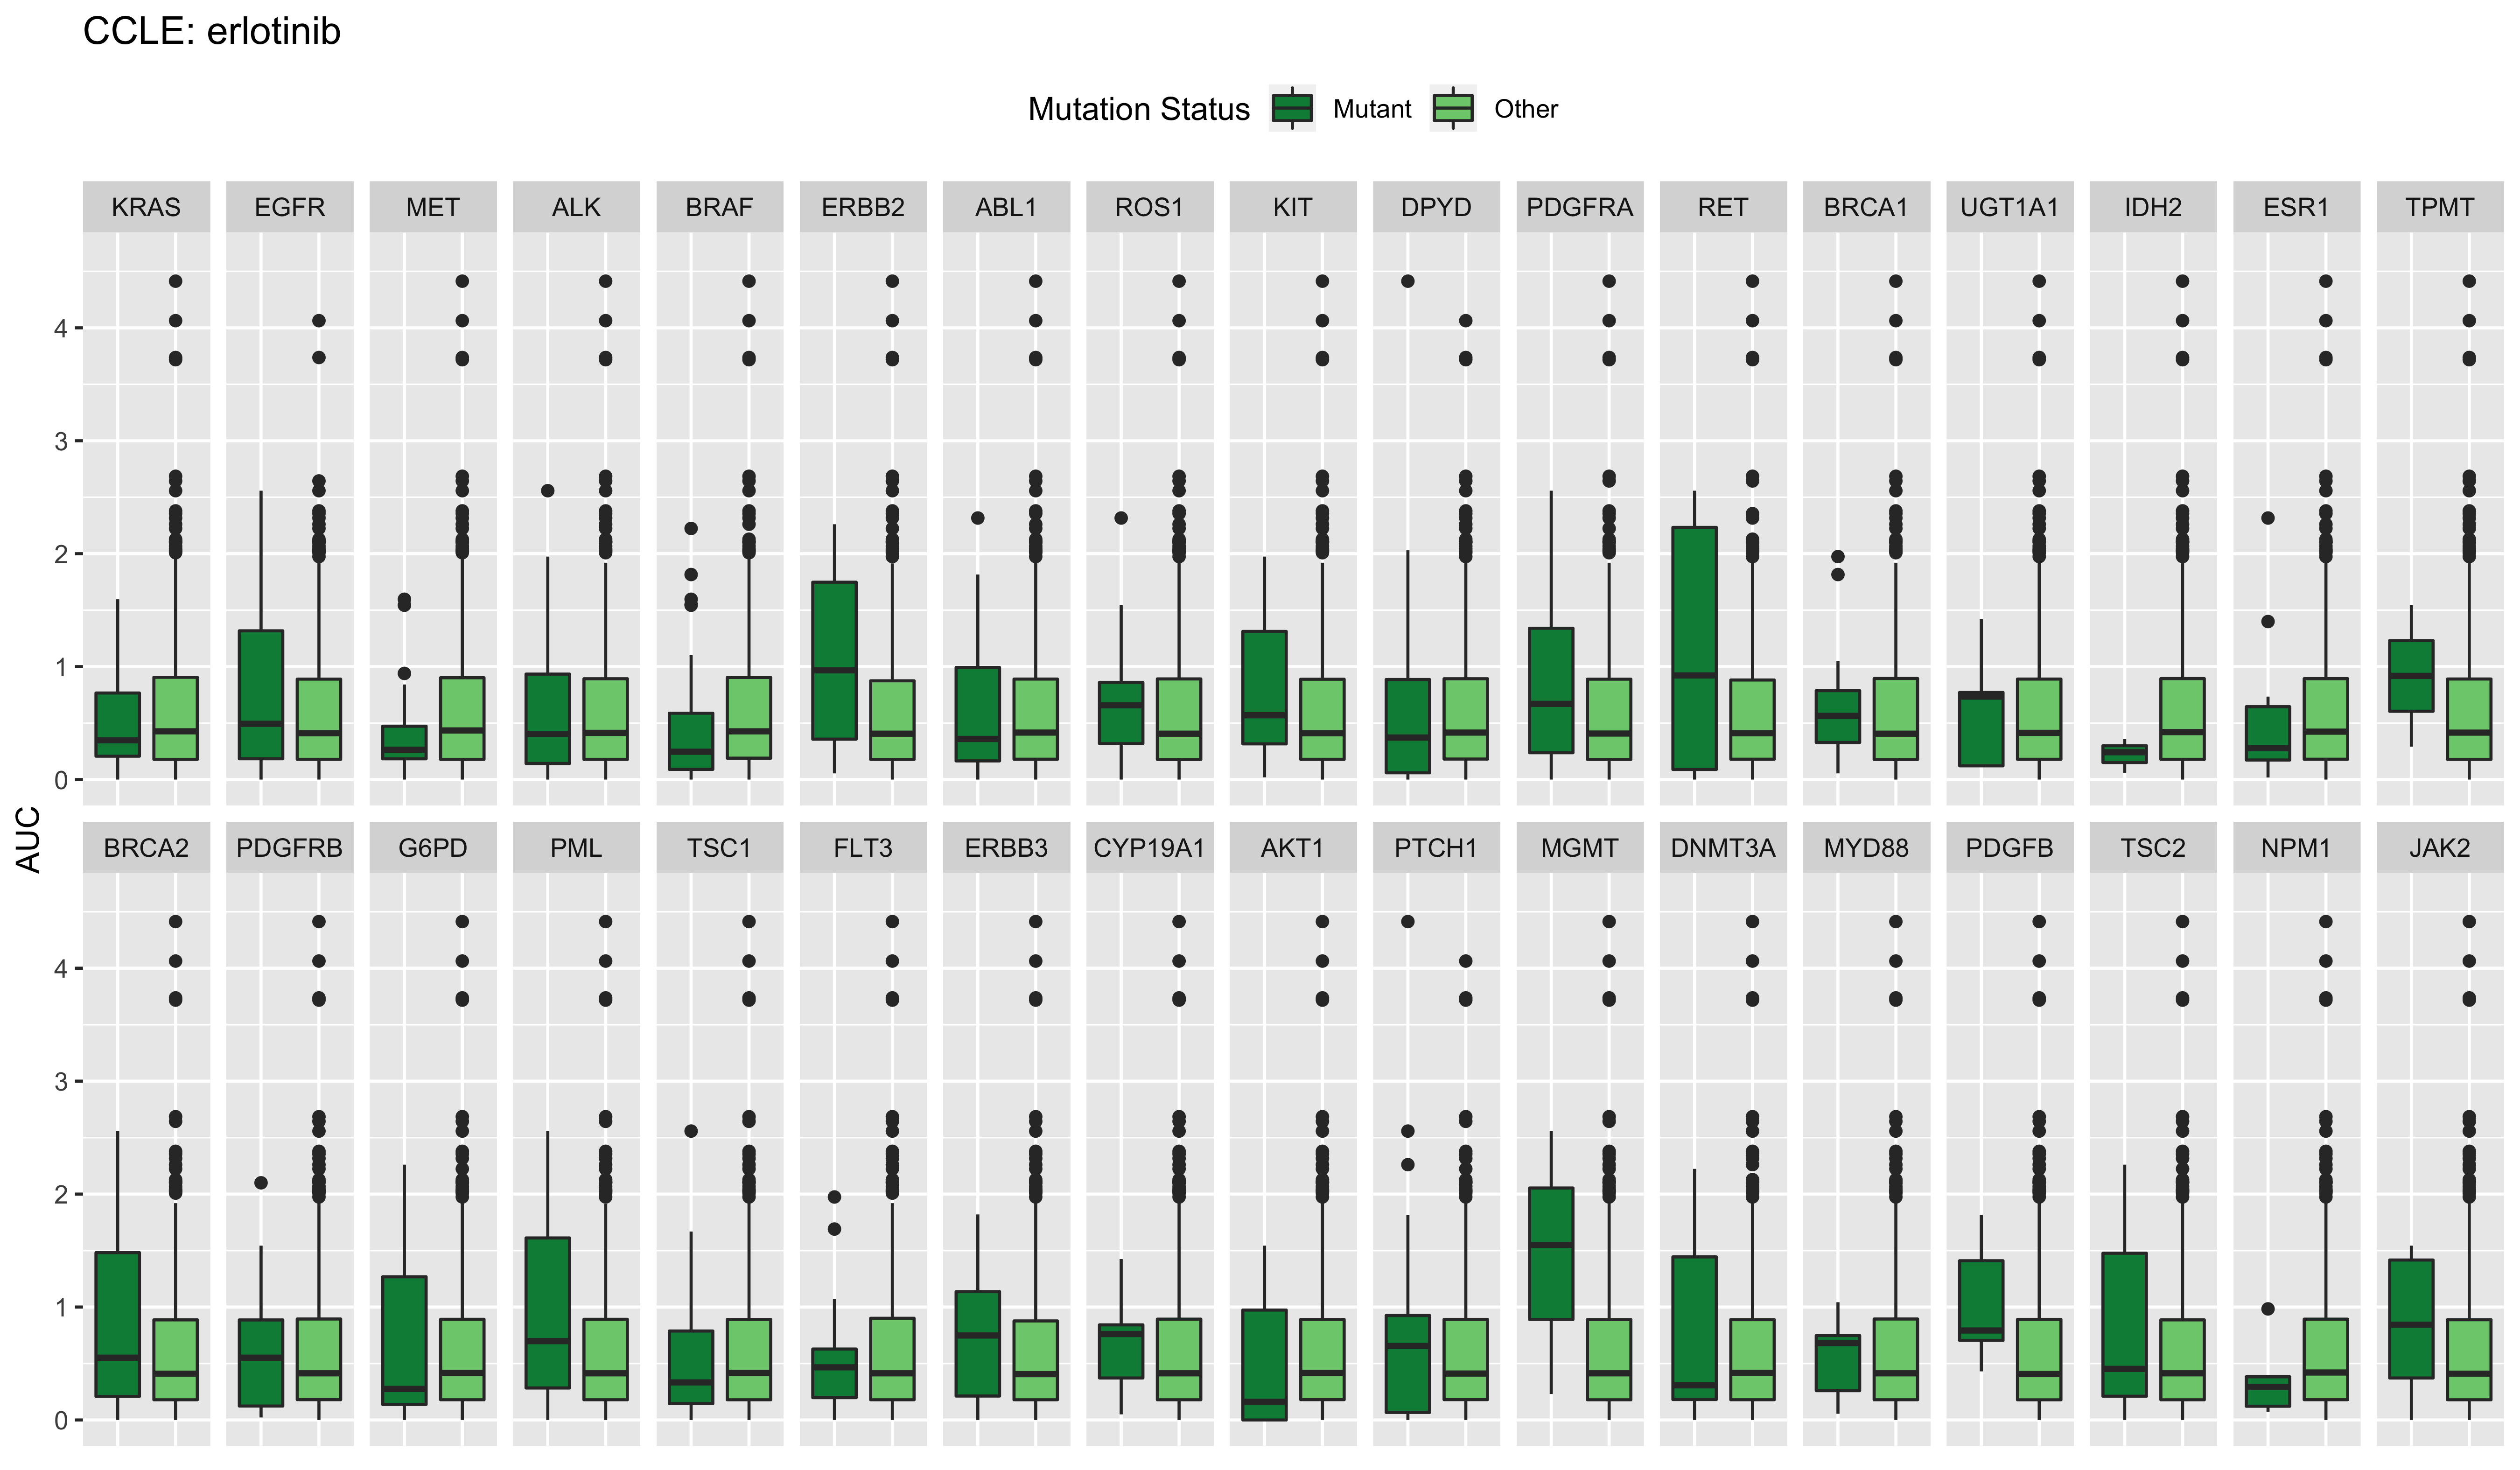 CCLE: erlotinib
Mutation Status Mutant Other
KRAS EGFR MET ALK BRAF ERBB2 ABL1 ROS1 KIT DPYD PDGFRA RET BRCA1 UGT1A1 IDH2 ESR1 TPMT
4
3
2
1
0
AUC
BRCA2 PDGFRB G6PD PML TSC1 FLT3 ERBB3 CYP19A1 AKT1 PTCH1 MGMT DNMT3A MYD88 PDGFB TSC2 NPM1 JAK2
4
3
2
1
0